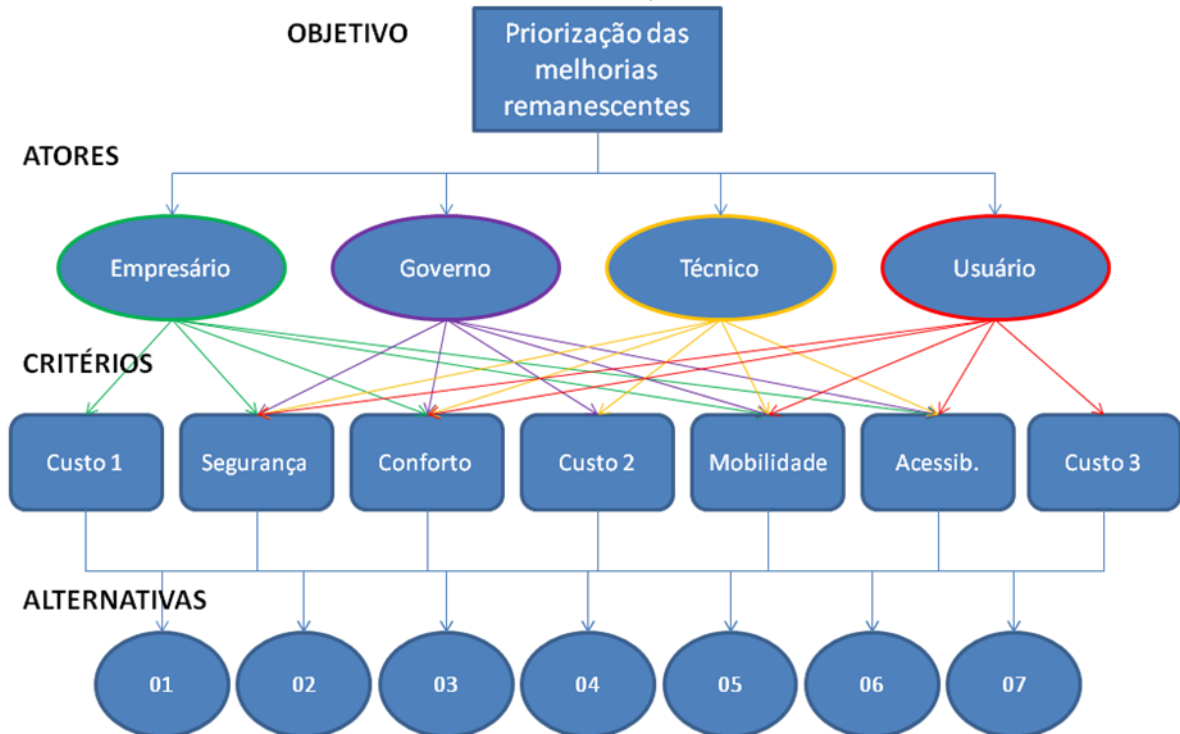 OBJETIVO
Priorização das
melhorias
remanescentes
ATORES
Empresário
Governo
Técnico
Usuário
CRITÉRIOS
Custo 1
Segurança
Conforto
Custo 2
Mobilidade
Acessib.
Custo 3
ALTERNATIVAS
01
02
03
04
05
06
07